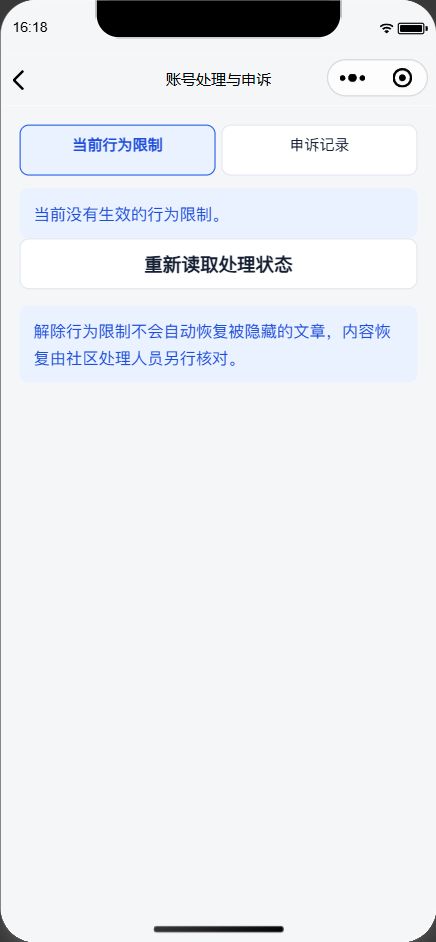 16:18
账号处理与申诉
当前行为限制
申诉记录
当前没有生效的行为限制。
重新读取处理状态
解除行为限制不会自动恢复被隐藏的文章，内容恢
复由社区处理人员另行核对。